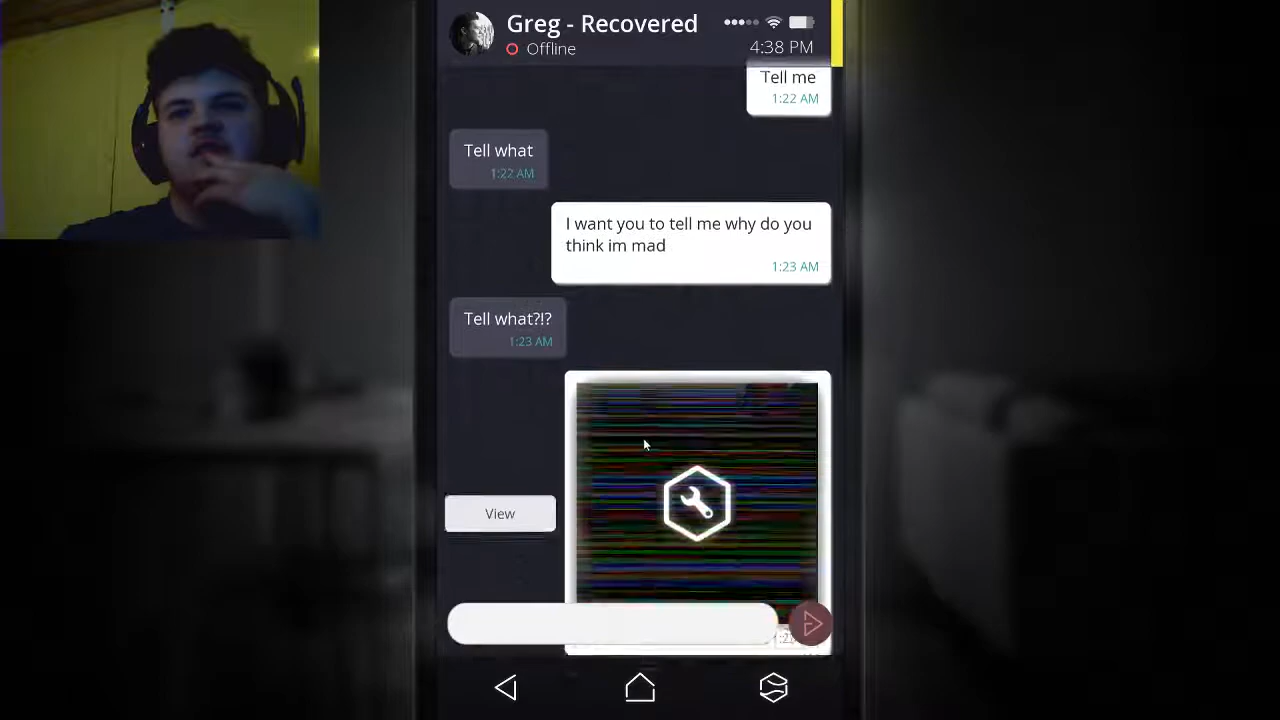 Greg - Recovered
Offline
4:38 PM
Tell me
1:22 AM
Tell what
1:22 AM
I want you to tell me why do you
think im mad
1:23 AM
Tell what?!?
1:23 AM
View